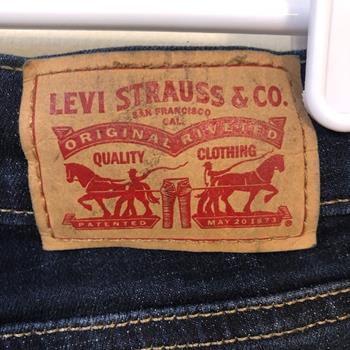 LEVI STRAUSS & CO.
SAN FRANCISCO
CAL.
ORIGINAL RIVETED
QUALITY CLOTHING
PATENTED MAY 20 1873